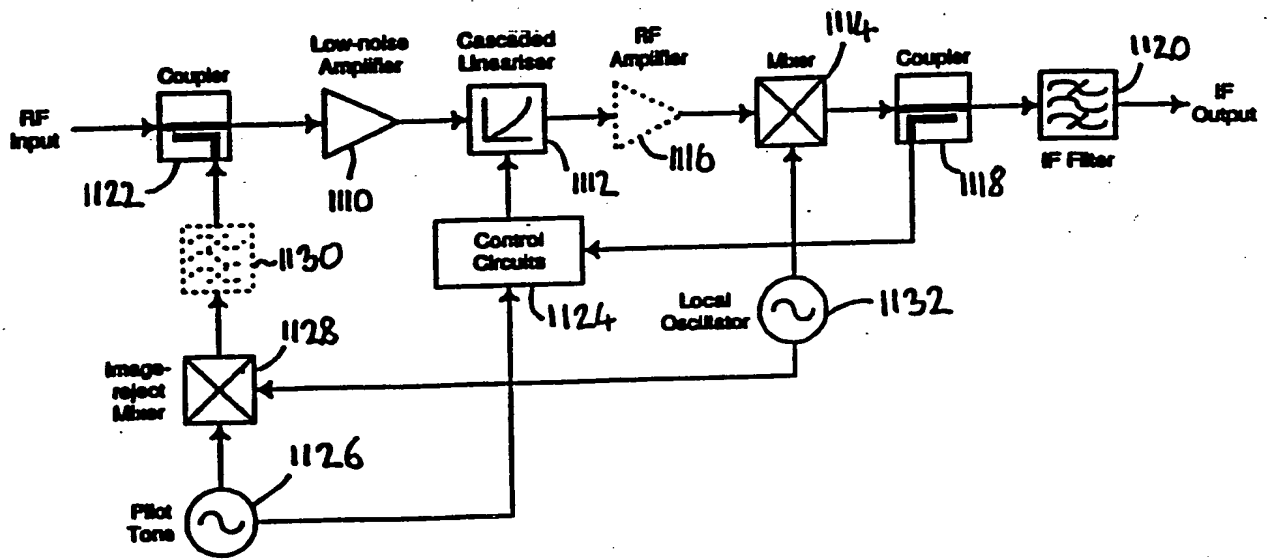 1114
RF
Amplifier
Low-noise
Amplifier
Cascaded
Lineariser
Mixer
Coupler
1120
Coupler
RF
Input
IF
Output
1122
1110
1112
1116
1118
IF Filter
1130
Control
Circuits
1124
Local
Oscillator
1132
1128
Image-
reject
Mixer
1126
Pilot
Tone